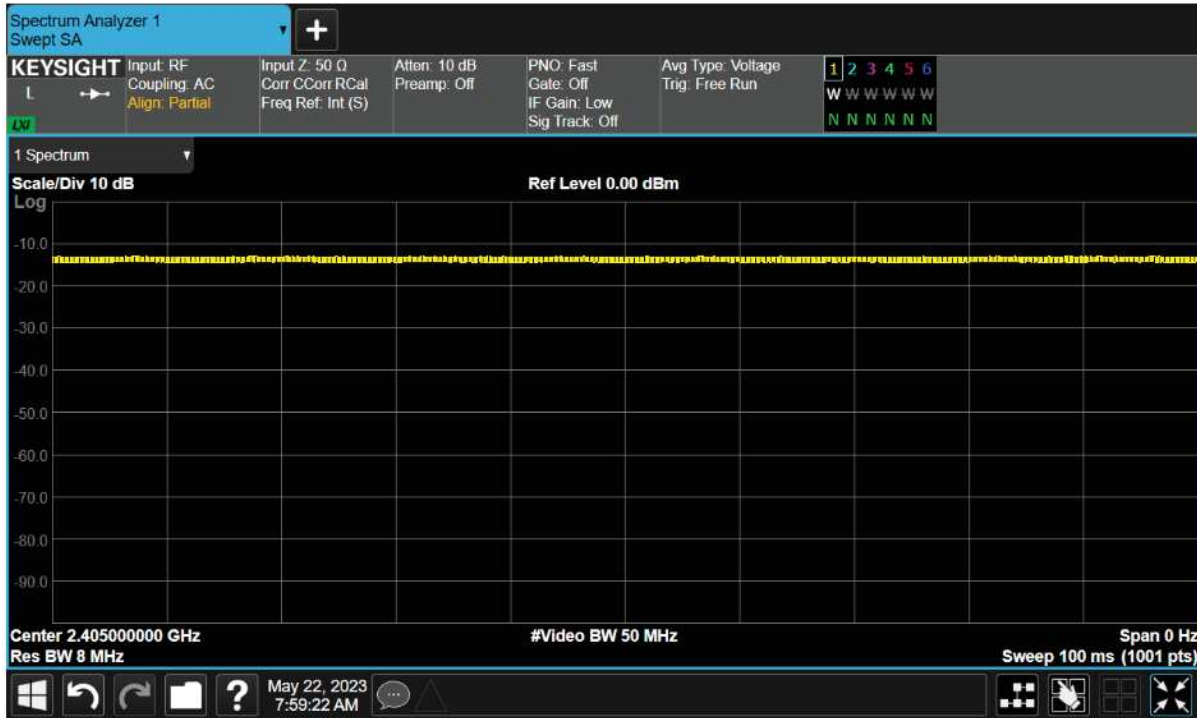 Spectrum Analyzer 1
Swept SA
+
KEYSIGHT
L
LXI
Input: RF
Coupling: AC
Align: Partial
Input Z: 50 Ω
Corr CCorr RCal
Freq Ref: Int (S)
Atten: 10 dB
Preamp: Off
PNO: Fast
Gate: Off
IF Gain: Low
Sig Track: Off
Avg Type: Voltage
Trig: Free Run
1 2 3 4 5 6
W W W W W W
N N N N N N
1 Spectrum
Scale/Div 10 dB
Ref Level 0.00 dBm
Log
-10.0
-20.0
-30.0
-40.0
-50.0
-60.0
-70.0
-80.0
-90.0
Center 2.405000000 GHz
#Video BW 50 MHz
Span 0 Hz
Res BW 8 MHz
Sweep 100 ms (1001 pts)
?
May 22, 2023
7:59:22 AM